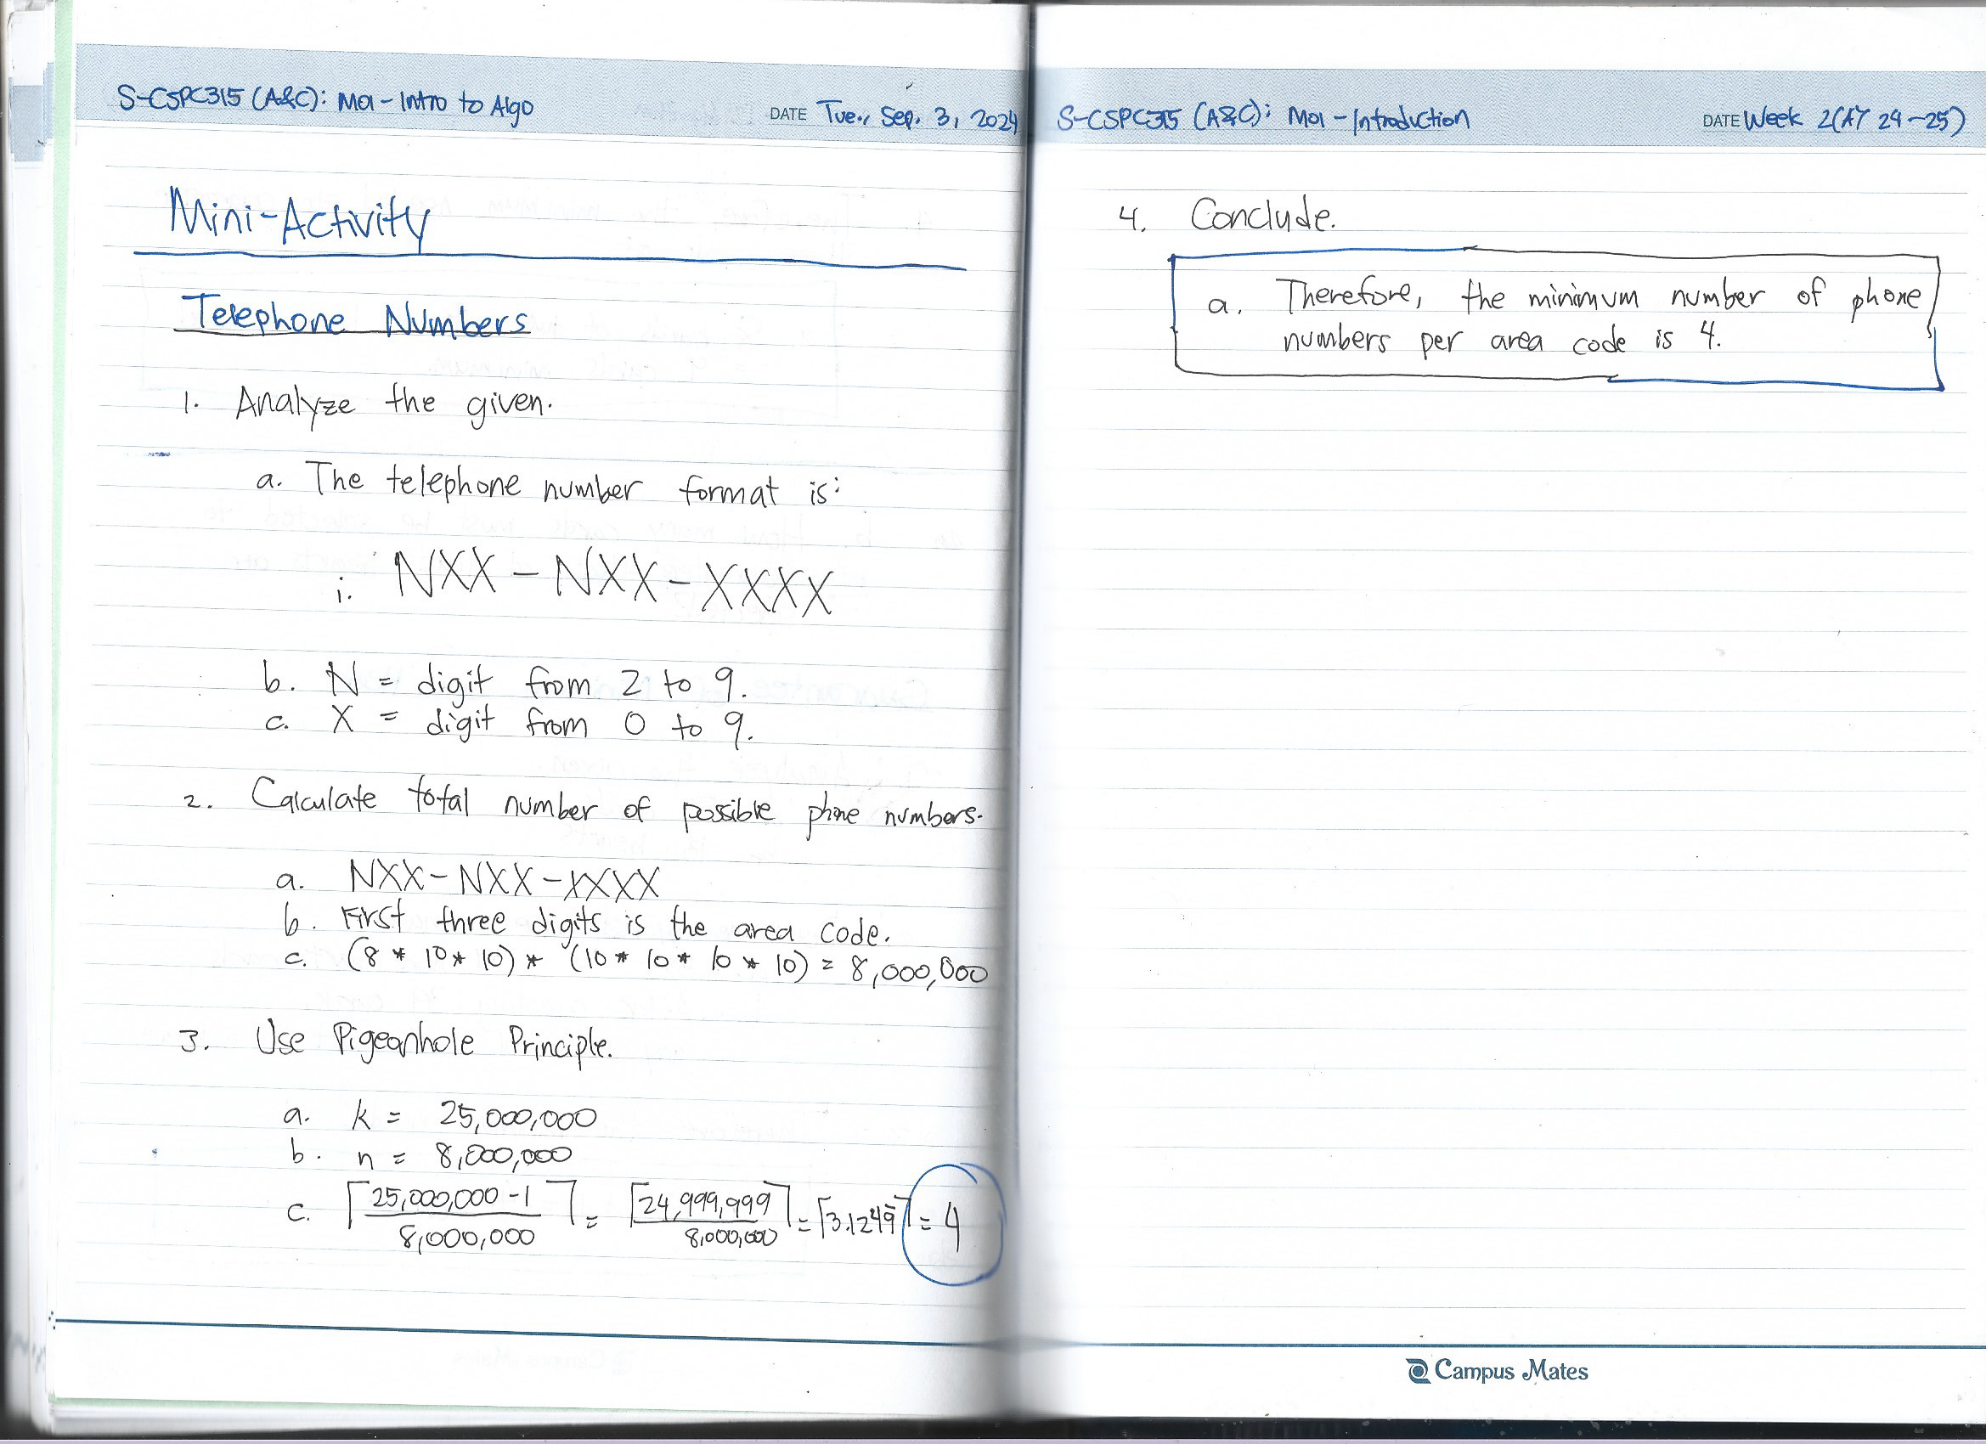 S-CSPC315 (A&C): M01 - Intro to Algo
DATE Tue., Sep. 3, 2024
Mini-Activity
Telephone Numbers
1. Analyze the given.
a. The telephone number format is:
i. NXX - NXX - XXXX
b. N = digit from 2 to 9.
c. X = digit from 0 to 9.
2. Calculate total number of possible phone numbers.
a. NXX - NXX - XXXX
b. First three digits is the area code.
c. (8 * 10 * 10) * (10 * 10 * 10 * 10) = 8,000,000
3. Use Pigeonhole Principle.
a. k = 25,000,000
b. n = 8,000,000
c. ⌈(25,000,000 - 1)/8,000,000⌉ = ⌈24,999,999/8,000,000⌉ = ⌈3.1249⌉ = 4
S-CSPC315 (A&C): M01 - Introduction
DATE Week 2 (AY 24-25)
4. Conclude.
a. Therefore, the minimum number of phone
numbers per area code is 4.
Campus Mates